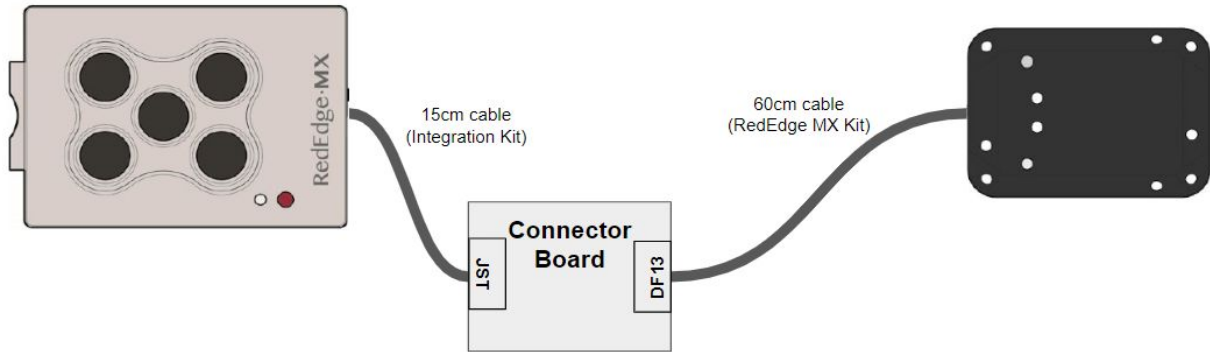 RedEdge·MX
15cm cable
(Integration Kit)
60cm cable
(RedEdge MX Kit)
Connector
Board
JST
DF13